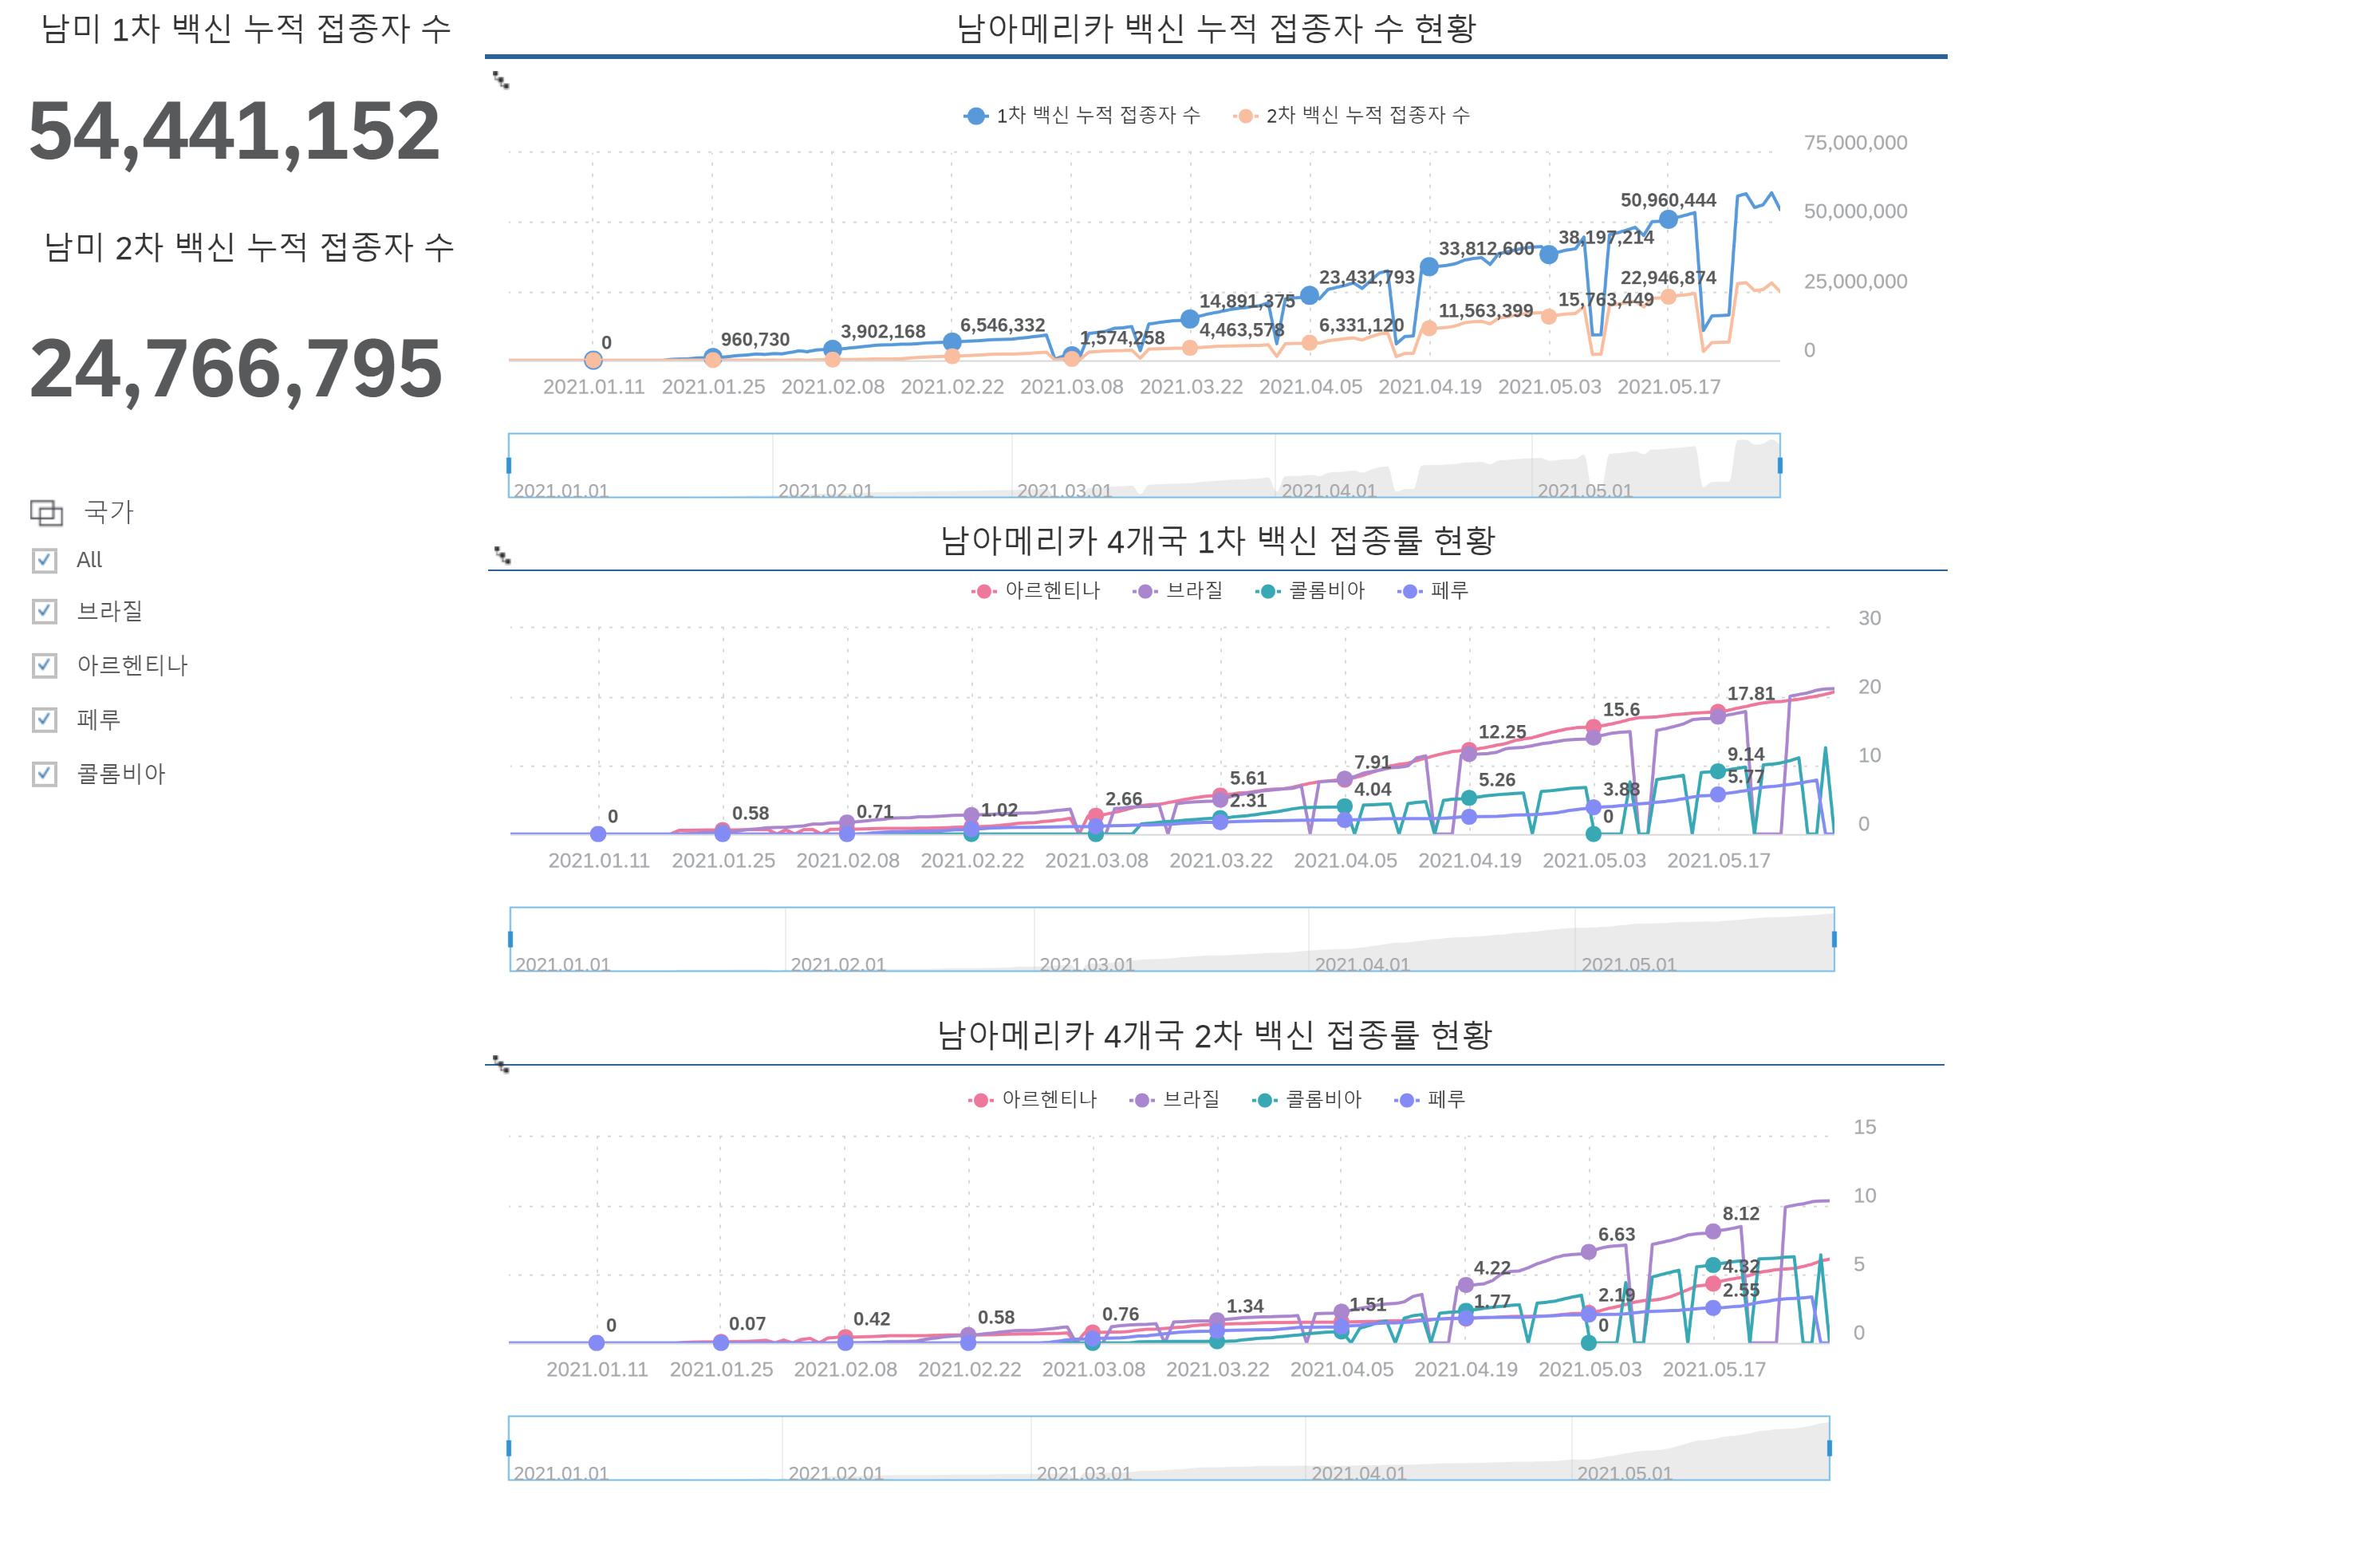 남미 1차 백신 누적 접종자 수
54,441,152
남미 2차 백신 누적 접종자 수
24,766,795
국가
All
브라질
아르헨티나
페루
콜롬비아
남아메리카 백신 누적 접종자 수 현황
1차 백신 누적 접종자 수 2차 백신 누적 접종자 수
75,000,000
50,000,000
25,000,000
0
0 960,730 3,902,168 6,546,332 1,574,258 14,891,375 23,431,793 33,812,600 38,197,214 50,960,444
4,463,578 6,331,120 11,563,399 15,763,449 22,946,874
2021.01.11 2021.01.25 2021.02.08 2021.02.22 2021.03.08 2021.03.22 2021.04.05 2021.04.19 2021.05.03 2021.05.17
2021.01.01 2021.02.01 2021.03.01 2021.04.01 2021.05.01
남아메리카 4개국 1차 백신 접종률 현황
아르헨티나 브라질 콜롬비아 페루
30
20
10
0
0 0.58 0.71 1.02 2.66 5.61 7.91 12.25 15.6 17.81
2.31 4.04 5.26 3.88 9.14
0 5.77
2021.01.11 2021.01.25 2021.02.08 2021.02.22 2021.03.08 2021.03.22 2021.04.05 2021.04.19 2021.05.03 2021.05.17
2021.01.01 2021.02.01 2021.03.01 2021.04.01 2021.05.01
남아메리카 4개국 2차 백신 접종률 현황
아르헨티나 브라질 콜롬비아 페루
15
10
5
0
0 0.07 0.42 0.58 0.76 1.34 1.51 4.22 6.63 8.12
1.77 2.19 4.32
0 2.55
2021.01.11 2021.01.25 2021.02.08 2021.02.22 2021.03.08 2021.03.22 2021.04.05 2021.04.19 2021.05.03 2021.05.17
2021.01.01 2021.02.01 2021.03.01 2021.04.01 2021.05.01